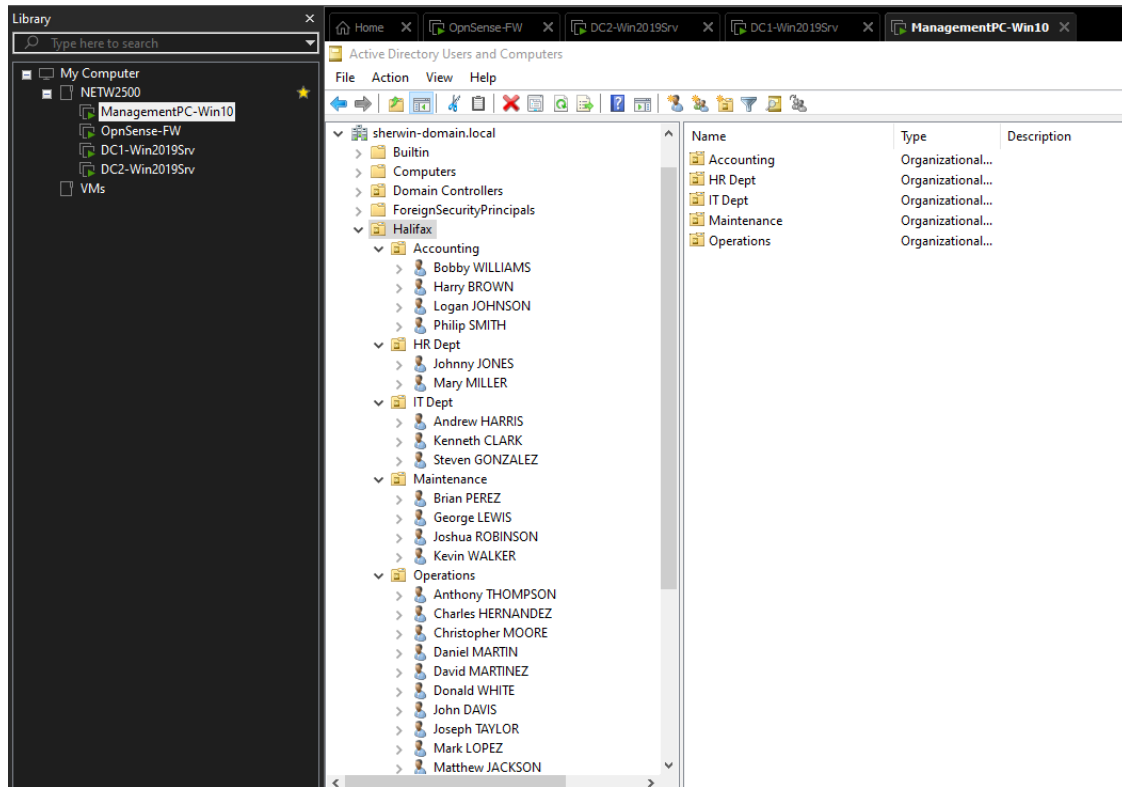 Library ×
Type here to search
My Computer
NETW2500
ManagementPC-Win10
OpnSense-FW
DC1-Win2019Srv
DC2-Win2019Srv
VMs
Home OpnSense-FW DC2-Win2019Srv DC1-Win2019Srv ManagementPC-Win10
Active Directory Users and Computers
File Action View Help
sherwin-domain.local
Builtin
Computers
Domain Controllers
ForeignSecurityPrincipals
Halifax
Accounting
Bobby WILLIAMS
Harry BROWN
Logan JOHNSON
Philip SMITH
HR Dept
Johnny JONES
Mary MILLER
IT Dept
Andrew HARRIS
Kenneth CLARK
Steven GONZALEZ
Maintenance
Brian PEREZ
George LEWIS
Joshua ROBINSON
Kevin WALKER
Operations
Anthony THOMPSON
Charles HERNANDEZ
Christopher MOORE
Daniel MARTIN
David MARTINEZ
Donald WHITE
John DAVIS
Joseph TAYLOR
Mark LOPEZ
Matthew JACKSON
Name Type Description
Accounting Organizational...
HR Dept Organizational...
IT Dept Organizational...
Maintenance Organizational...
Operations Organizational...